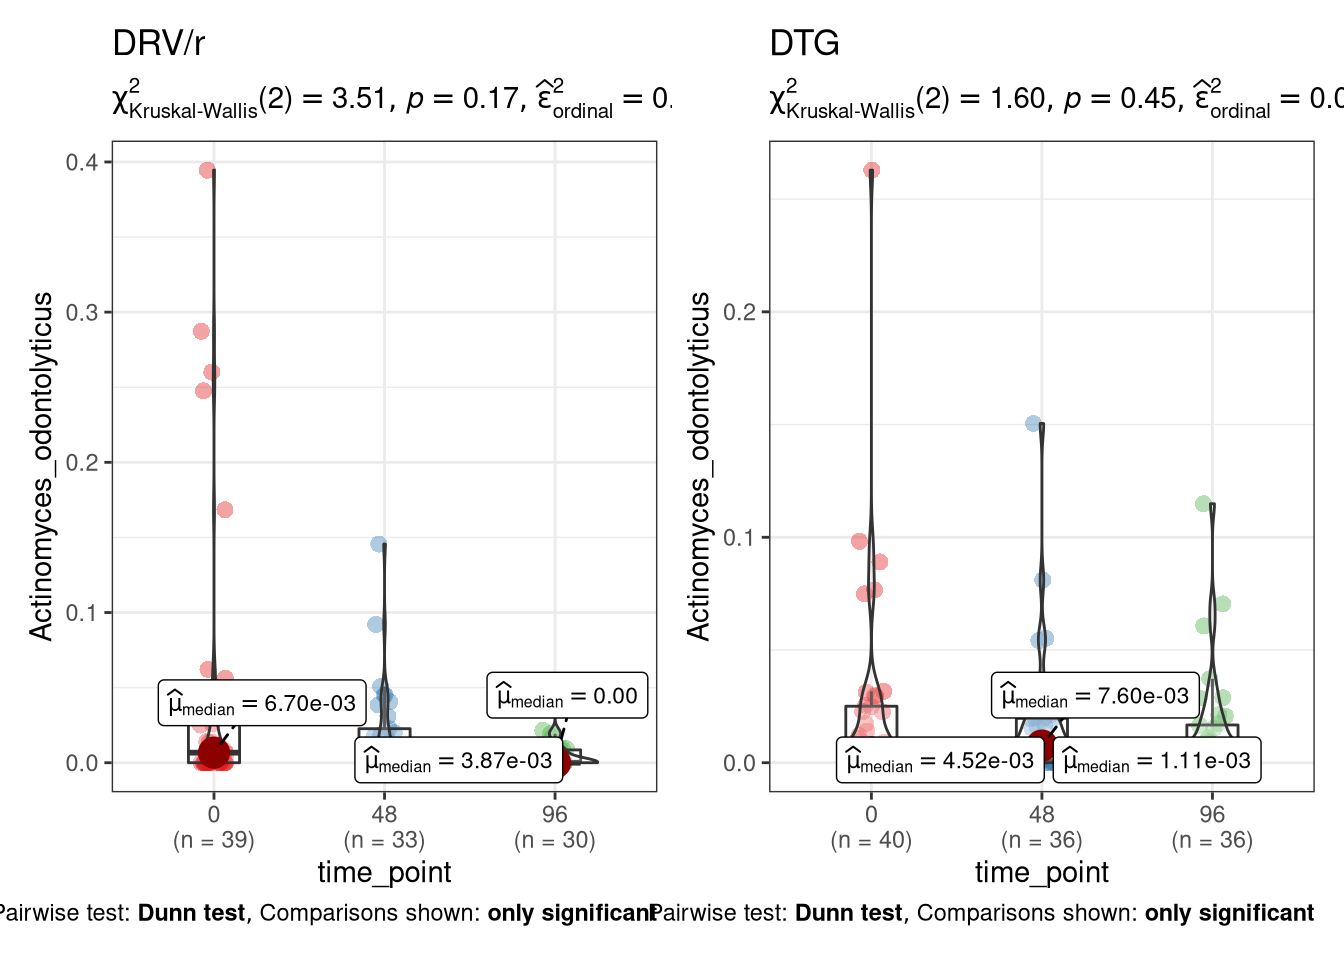 DRV/r
χ²Kruskal-Wallis(2) = 3.51, p = 0.17, ε̂²ordinal = 0.
0.4
0.3
0.2
0.1
0.0
Actinomyces_odontolyticus
μ̂median = 6.70e-03
μ̂median = 3.87e-03
μ̂median = 0.00
0
(n = 39)
48
(n = 33)
96
(n = 30)
time_point
Pairwise test: Dunn test, Comparisons shown: only significant
DTG
χ²Kruskal-Wallis(2) = 1.60, p = 0.45, ε̂²ordinal = 0.0
0.2
0.1
0.0
Actinomyces_odontolyticus
μ̂median = 4.52e-03
μ̂median = 7.60e-03
μ̂median = 1.11e-03
0
(n = 40)
48
(n = 36)
96
(n = 36)
time_point
Pairwise test: Dunn test, Comparisons shown: only significant